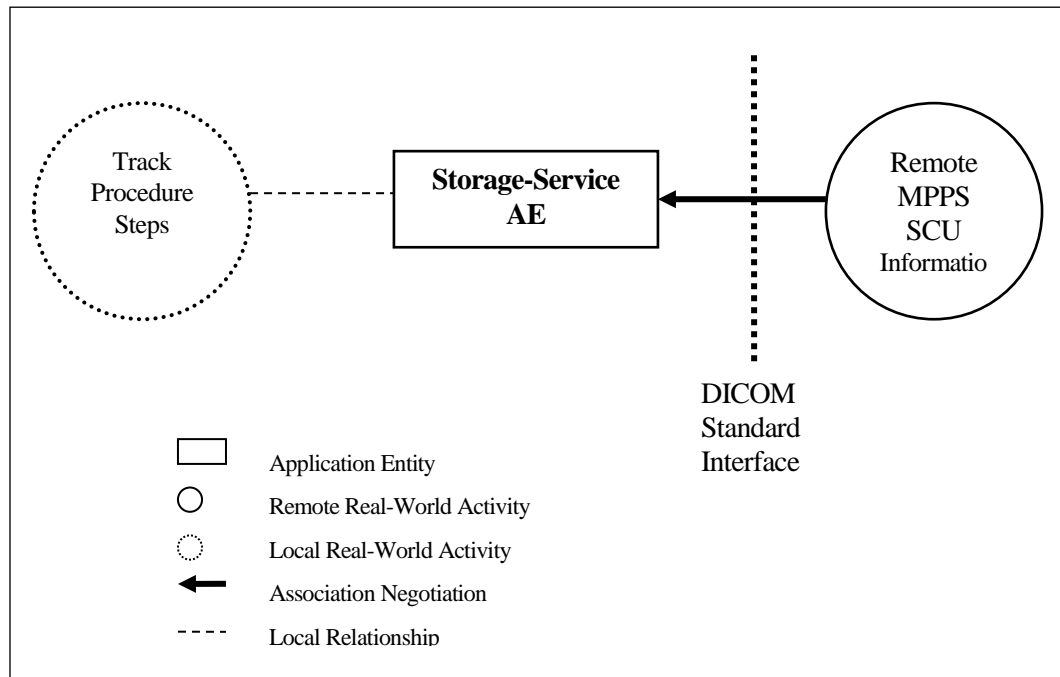 Track
Procedure
Steps
Storage-Service
AE
Remote
MPPS
SCU
Informatio
DICOM
Standard
Interface
Application Entity
Remote Real-World Activity
Local Real-World Activity
Association Negotiation
Local Relationship